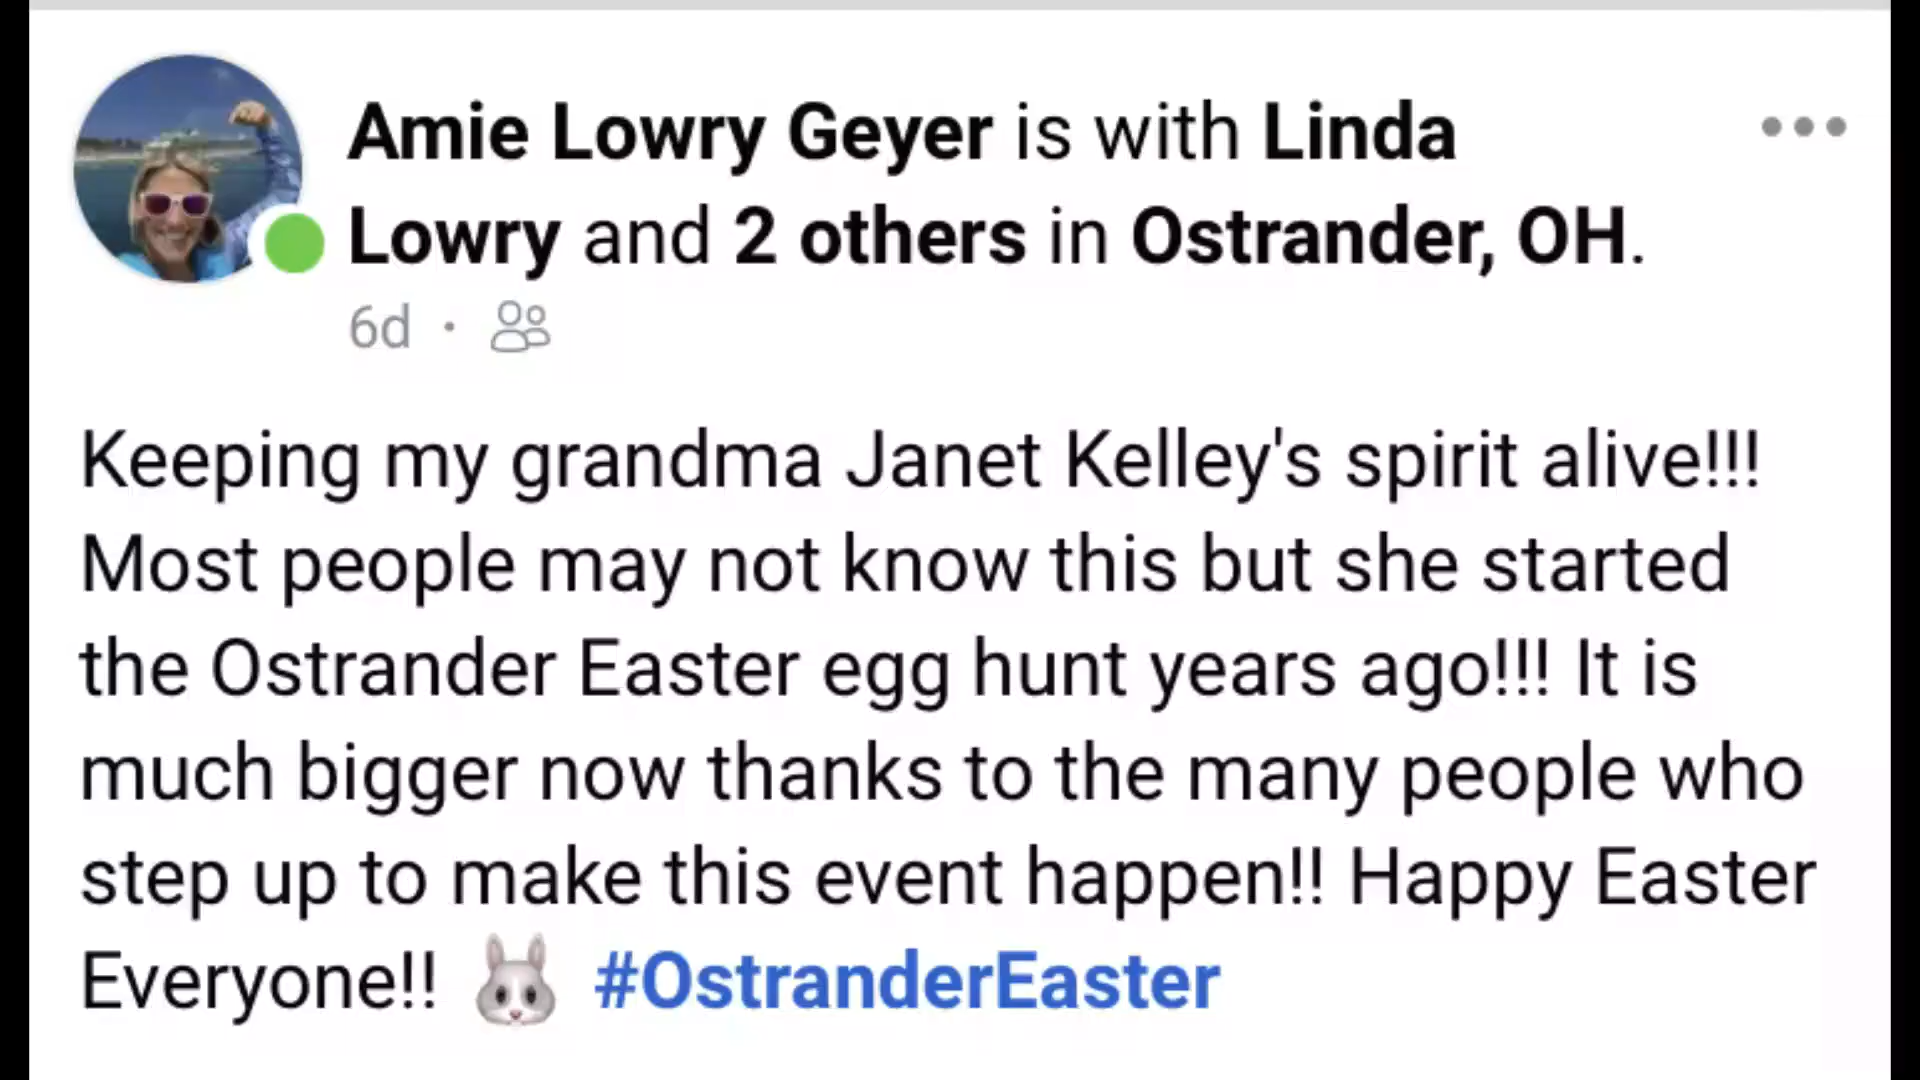 Amie Lowry Geyer is with Linda
Lowry and 2 others in Ostrander, OH.
6d ·
Keeping my grandma Janet Kelley's spirit alive!!!
Most people may not know this but she started
the Ostrander Easter egg hunt years ago!!! It is
much bigger now thanks to the many people who
step up to make this event happen!! Happy Easter
Everyone!! 🐰 #OstranderEaster